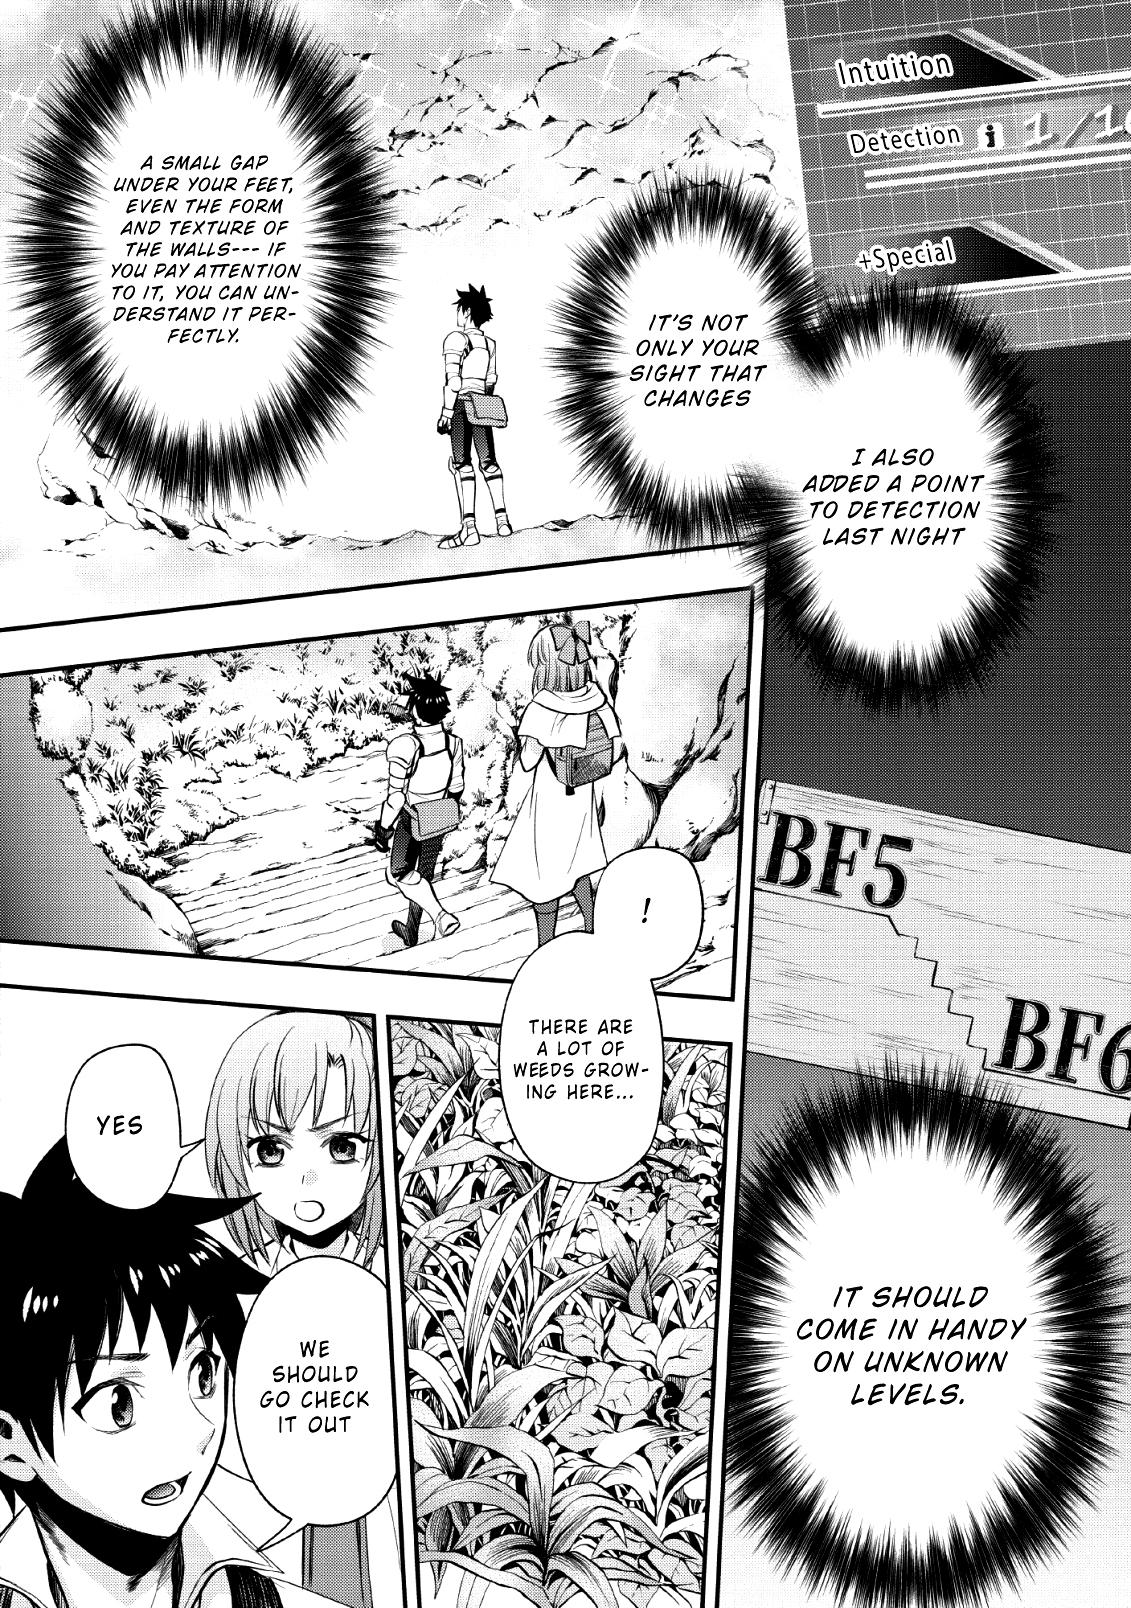 Intuition
Detection i 1/10
+Special
I ALSO
ADDED A POINT
TO DETECTION
LAST NIGHT
IT'S NOT
ONLY YOUR
SIGHT THAT
CHANGES
A SMALL GAP
UNDER YOUR FEET,
EVEN THE FORM
AND TEXTURE OF
THE WALLS--- IF
YOU PAY ATTENTION
TO IT, YOU CAN UN-
DERSTAND IT PER-
FECTLY.
BF5
BF6
IT SHOULD
COME IN HANDY
ON UNKNOWN
LEVELS.
!
THERE ARE
A LOT OF
WEEDS GROW-
ING HERE...
WE
SHOULD
GO CHECK
IT OUT
YES